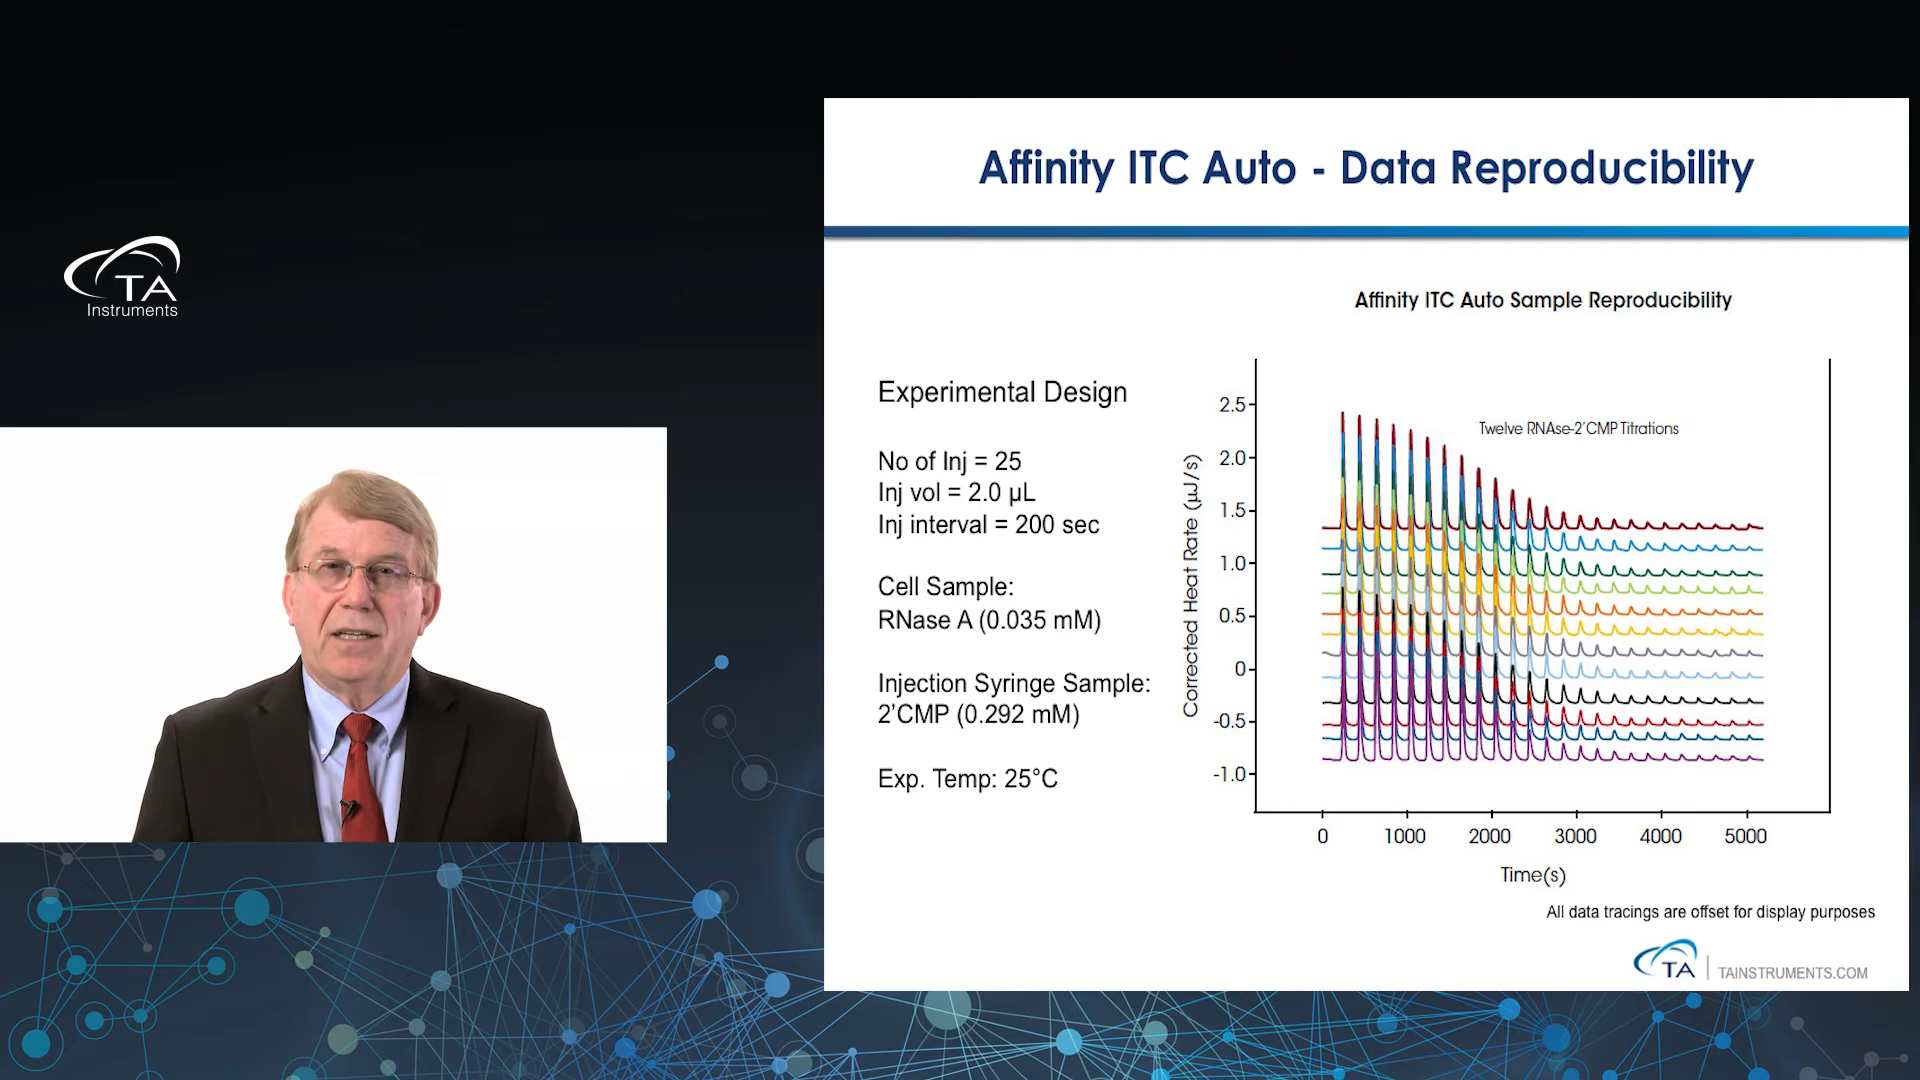 TA
Instruments
Affinity ITC Auto - Data Reproducibility
Experimental Design
No of Inj = 25
Inj vol = 2.0 µL
Inj interval = 200 sec
Cell Sample:
RNase A (0.035 mM)
Injection Syringe Sample:
2’CMP (0.292 mM)
Exp. Temp: 25°C
Affinity ITC Auto Sample Reproducibility
Twelve RNAse-2’CMP Titrations
Corrected Heat Rate (µJ/s)
2.5
2.0
1.5
1.0
0.5
0
-0.5
-1.0
0 1000 2000 3000 4000 5000
Time(s)
All data tracings are offset for display purposes
TA | TAINSTRUMENTS.COM